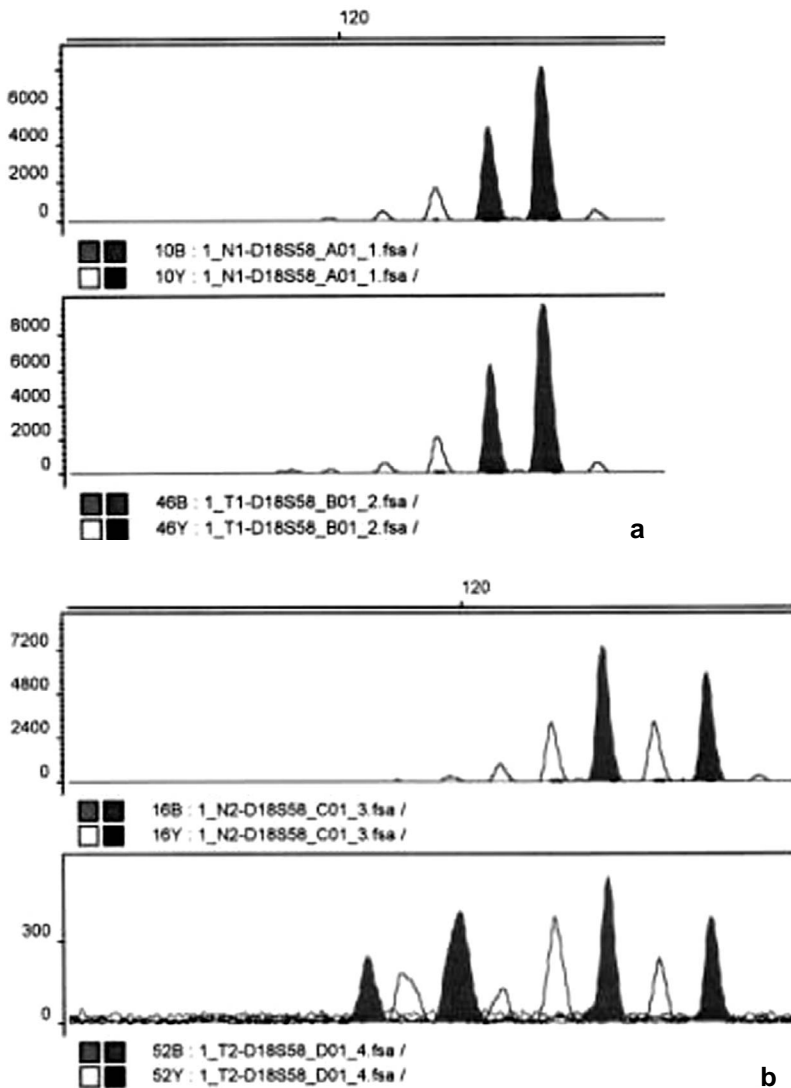 120
6000
4000
2000
0
10B : 1_N1-D18S58_A01_1.fsa /
10Y : 1_N1-D18S58_A01_1.fsa /
8000
6000
4000
2000
0
46B : 1_T1-D18S58_B01_2.fsa /
46Y : 1_T1-D18S58_B01_2.fsa /
a
120
7200
4800
2400
0
16B : 1_N2-D18S58_C01_3.fsa /
16Y : 1_N2-D18S58_C01_3.fsa /
300
0
52B : 1_T2-D18S58_D01_4.fsa /
52Y : 1_T2-D18S58_D01_4.fsa /
b